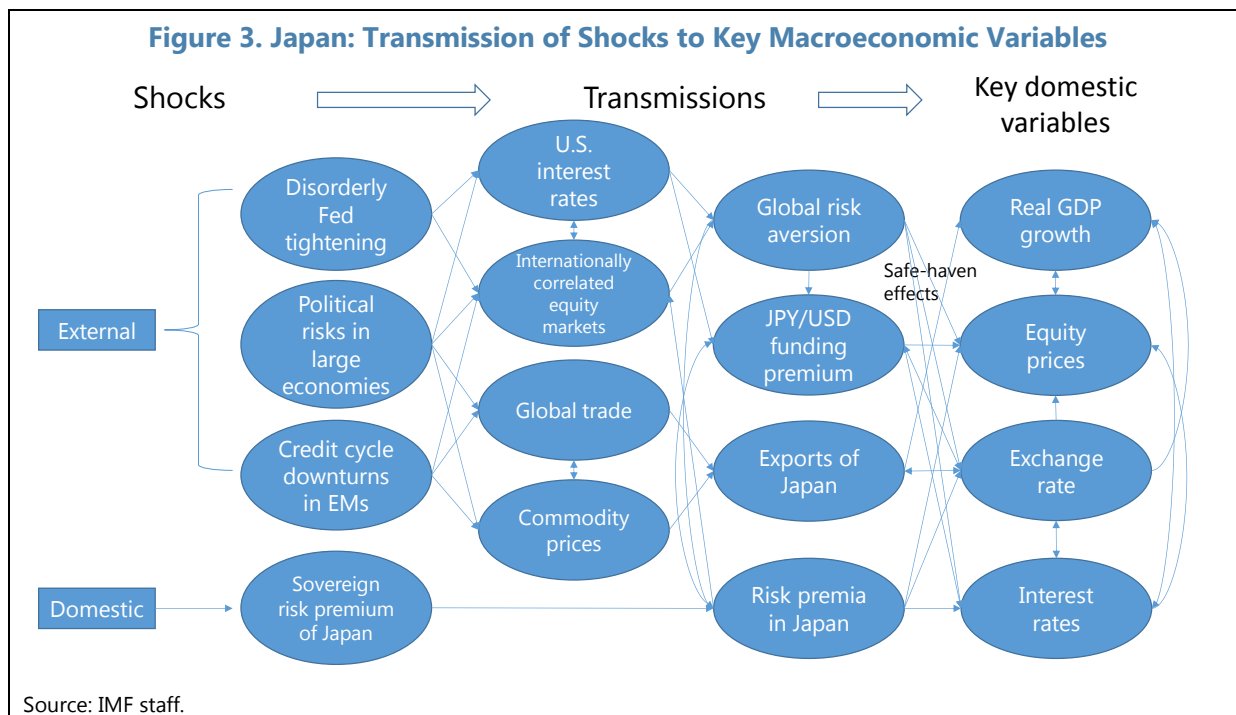 Figure 3. Japan: Transmission of Shocks to Key Macroeconomic Variables
Shocks
Transmissions
Key domestic
variables
External
Domestic
Disorderly
Fed
tightening
Political
risks in
large
economies
Credit cycle
downturns
in EMs
Sovereign
risk premium
of Japan
U.S.
interest
rates
Internationally
correlated
equity
markets
Global trade
Commodity
prices
Global risk
aversion
JPY/USD
funding
premium
Exports of
Japan
Risk premia
in Japan
Safe-haven
effects
Real GDP
growth
Equity
prices
Exchange
rate
Interest
rates
Source: IMF staff.